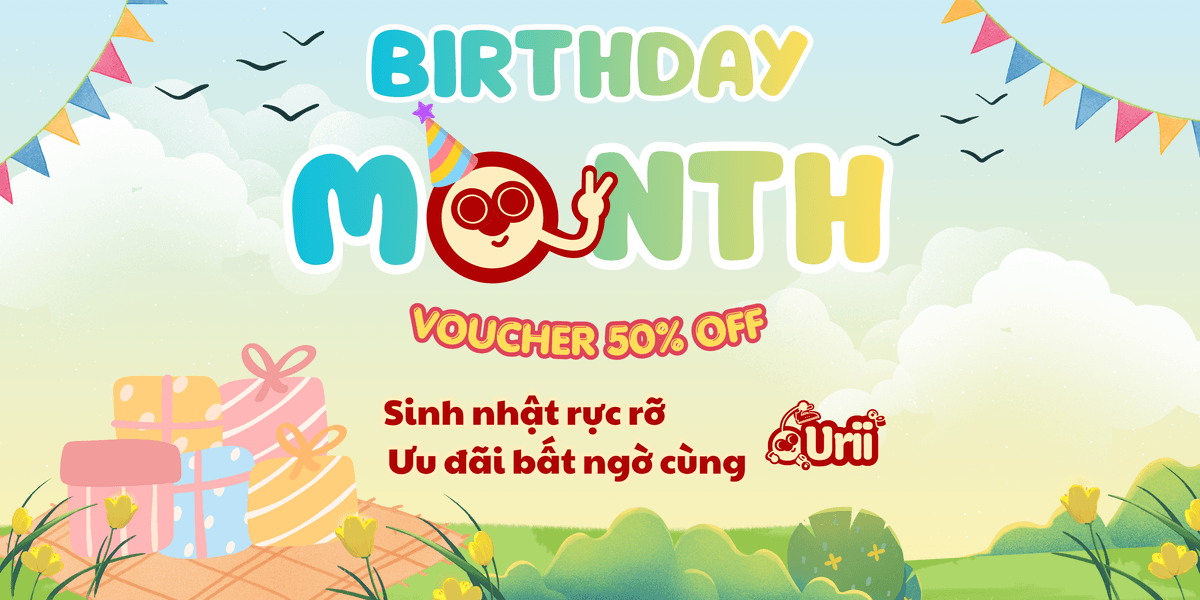 BIRTHDAY
MONTH
VOUCHER 50% OFF
Sinh nhật rực rỡ
Ưu đãi bất ngờ cùng Urii